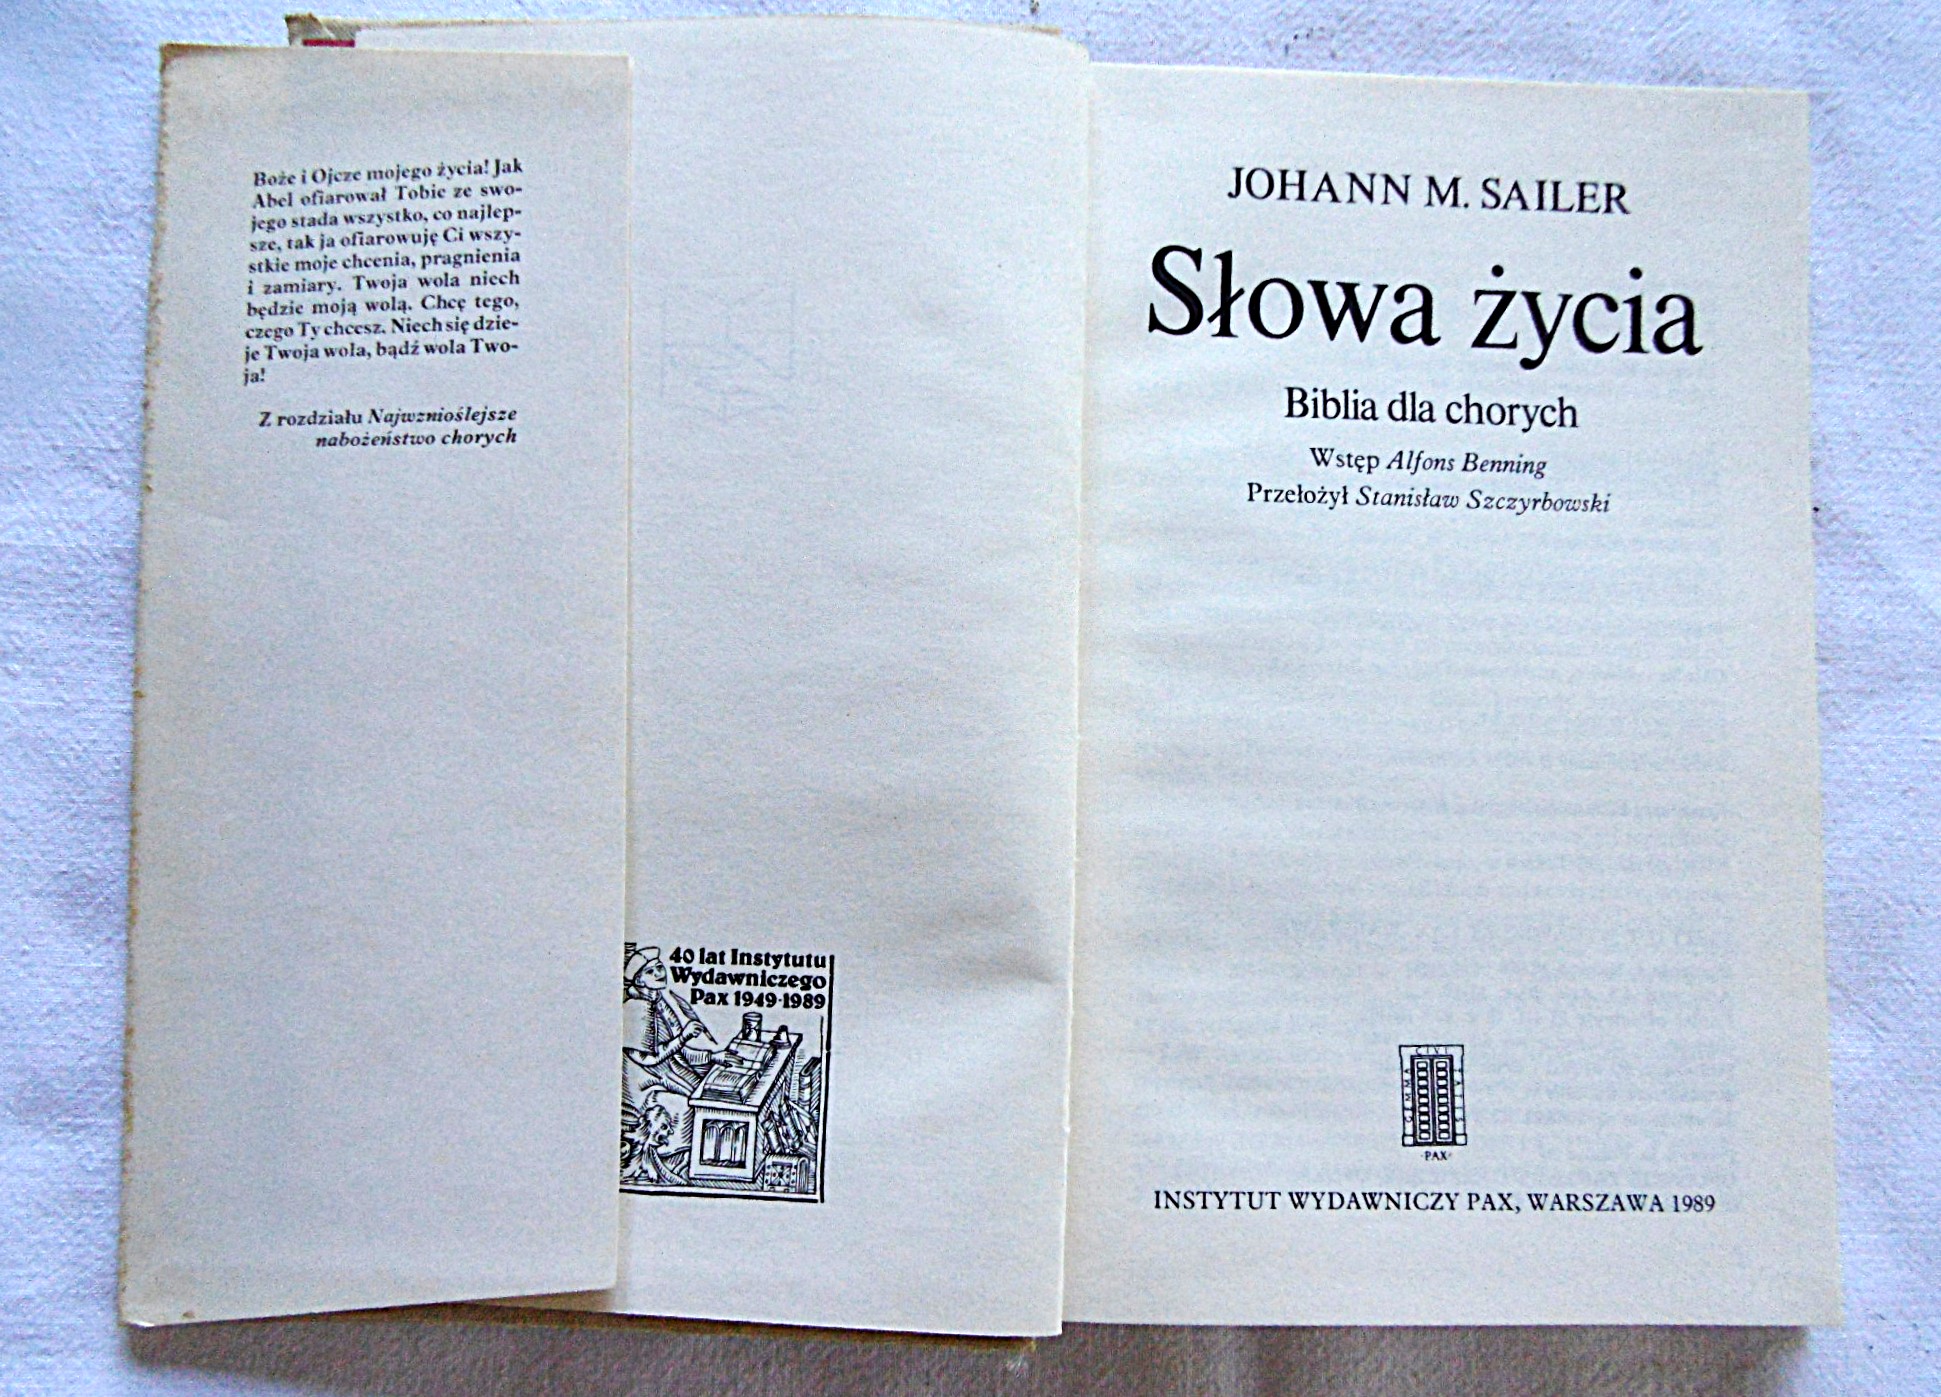 Boże i Ojcze mojego życia! Jak
Abel ofiarował Tobie ze swo-
jego stada wszystko, co najlep-
sze, tak ja ofiarowuję Ci wszy-
stkie moje chcenia, pragnienia
i zamiary. Twoja wola niech
będzie moją wolą. Chcę tego,
czego Ty chcesz. Niech się dzie-
je Twoja wola, bądź wola Two-
ja!
Z rozdziału Najwznioślejsze
nabożeństwo chorych
40 lat Instytutu
Wydawniczego
Pax 1949-1989
JOHANN M. SAILER
Słowa życia
Biblia dla chorych
Wstęp Alfons Benning
Przełożył Stanisław Szczyrbowski
CIVI
GEMMA
PAX
INSTYTUT WYDAWNICZY PAX, WARSZAWA 1989